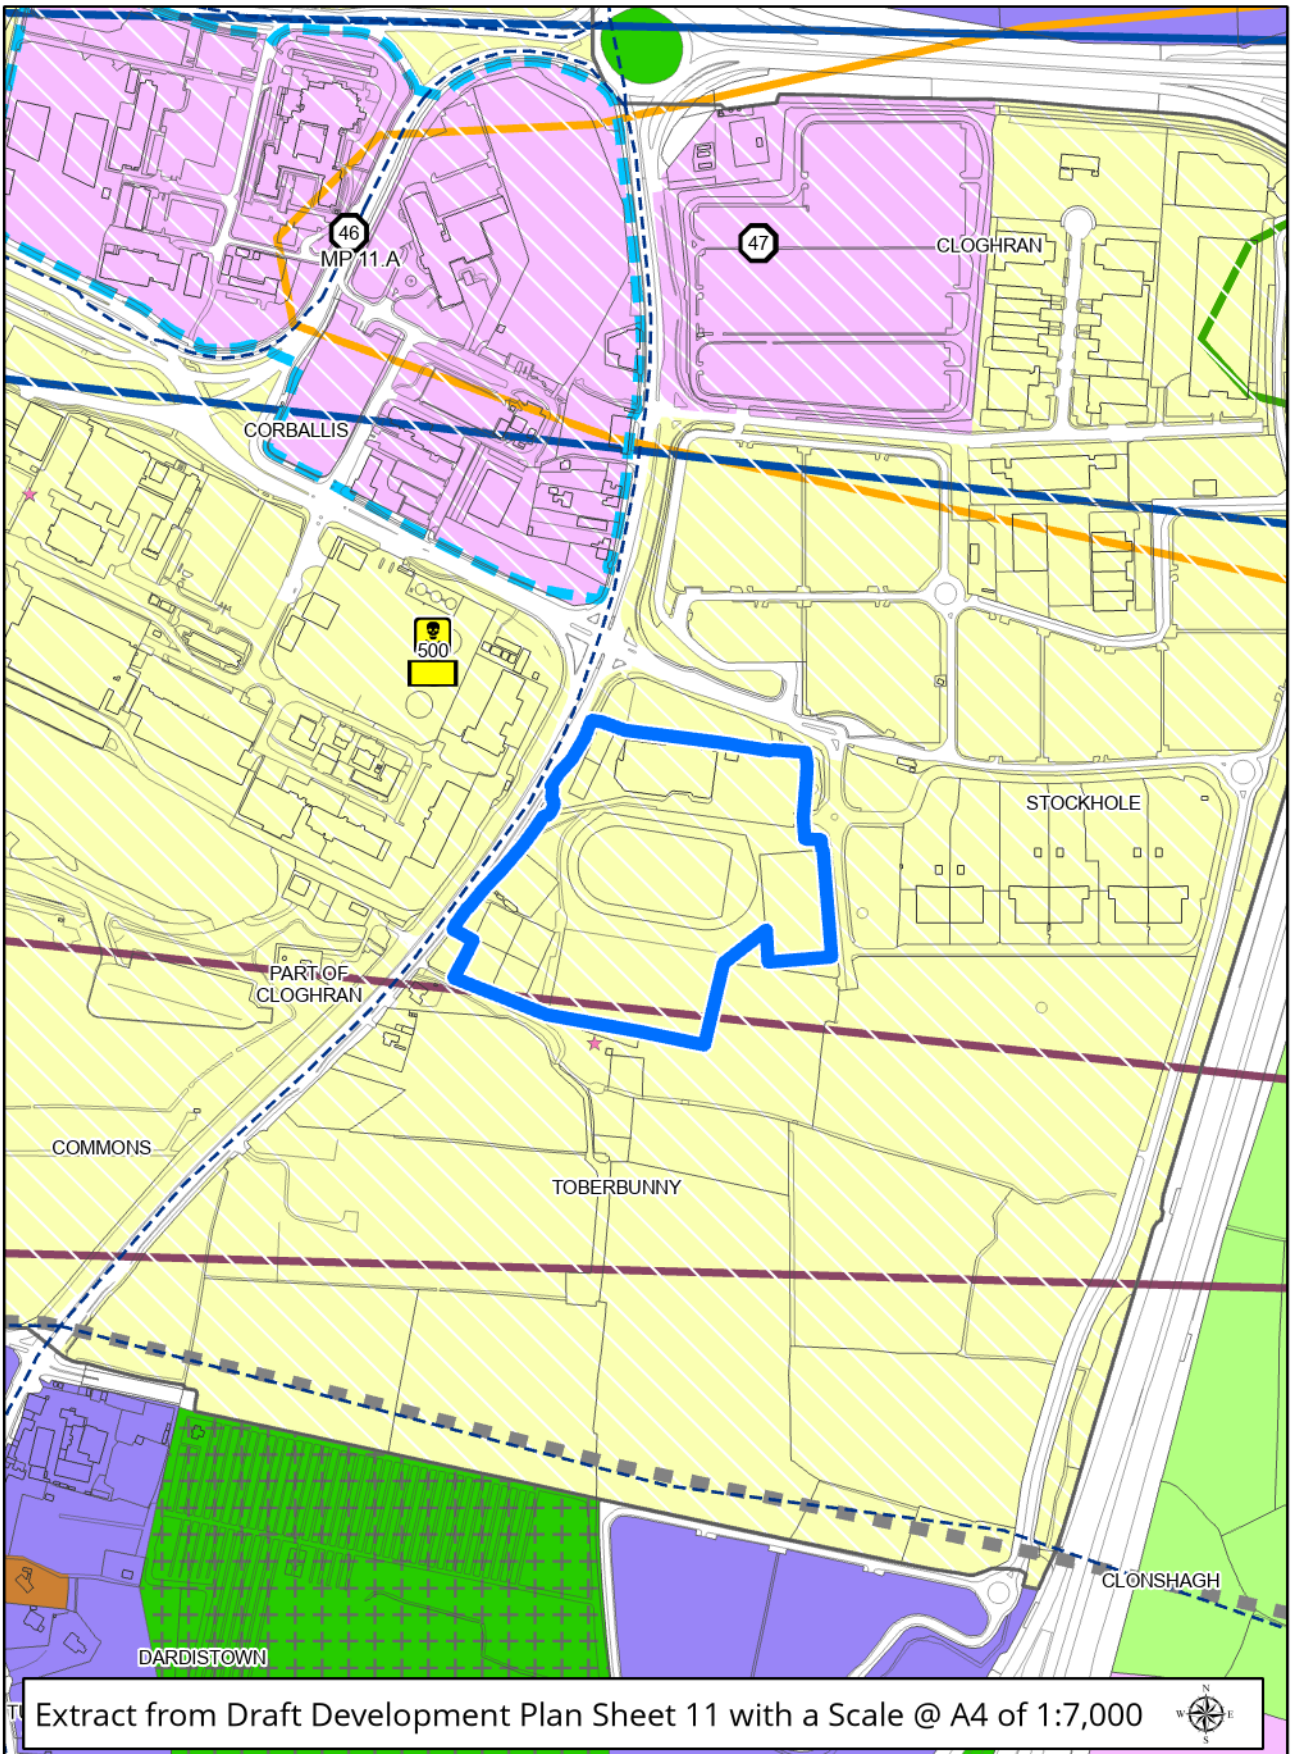 46
MP 11.A
47
CLOGHRAN
CORBALLIS
500
STOCKHOLE
PART OF
CLOGHRAN
COMMONS
TOBERBUNNY
CLONSHAGH
DARDISTOWN
Extract from Draft Development Plan Sheet 11 with a Scale @ A4 of 1:7,000
N
W E
S